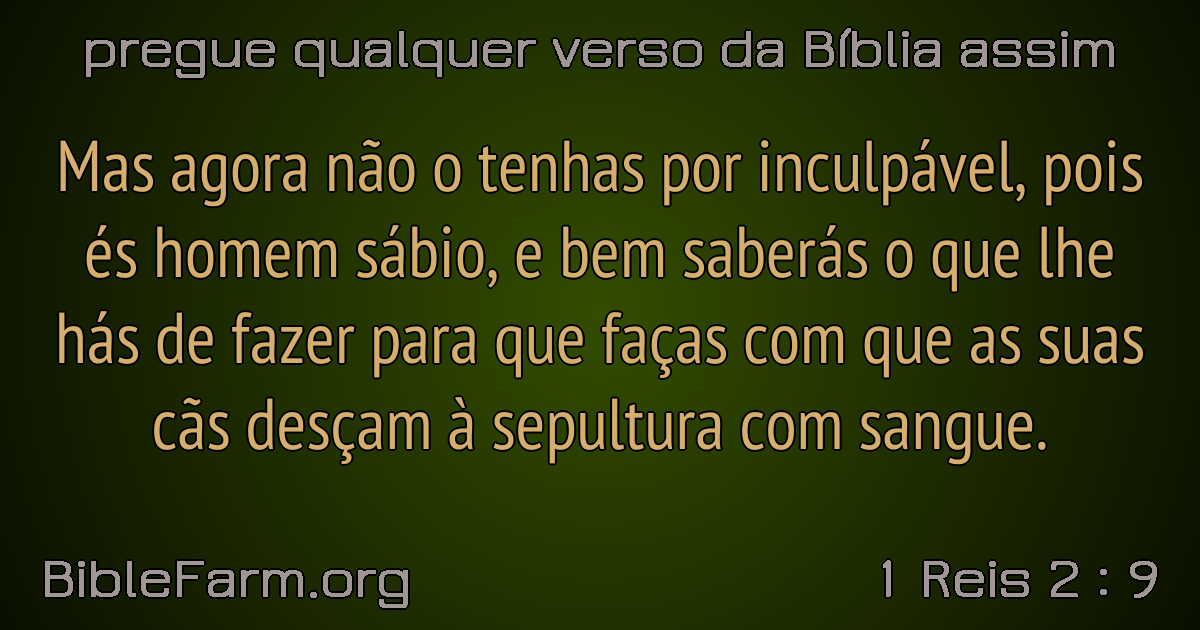 pregue qualquer verso da Bíblia assim
Mas agora não o tenhas por inculpável, pois
és homem sábio, e bem saberás o que lhe
hás de fazer para que faças com que as suas
cãs desçam à sepultura com sangue.
BibleFarm.org
1 Reis 2 : 9